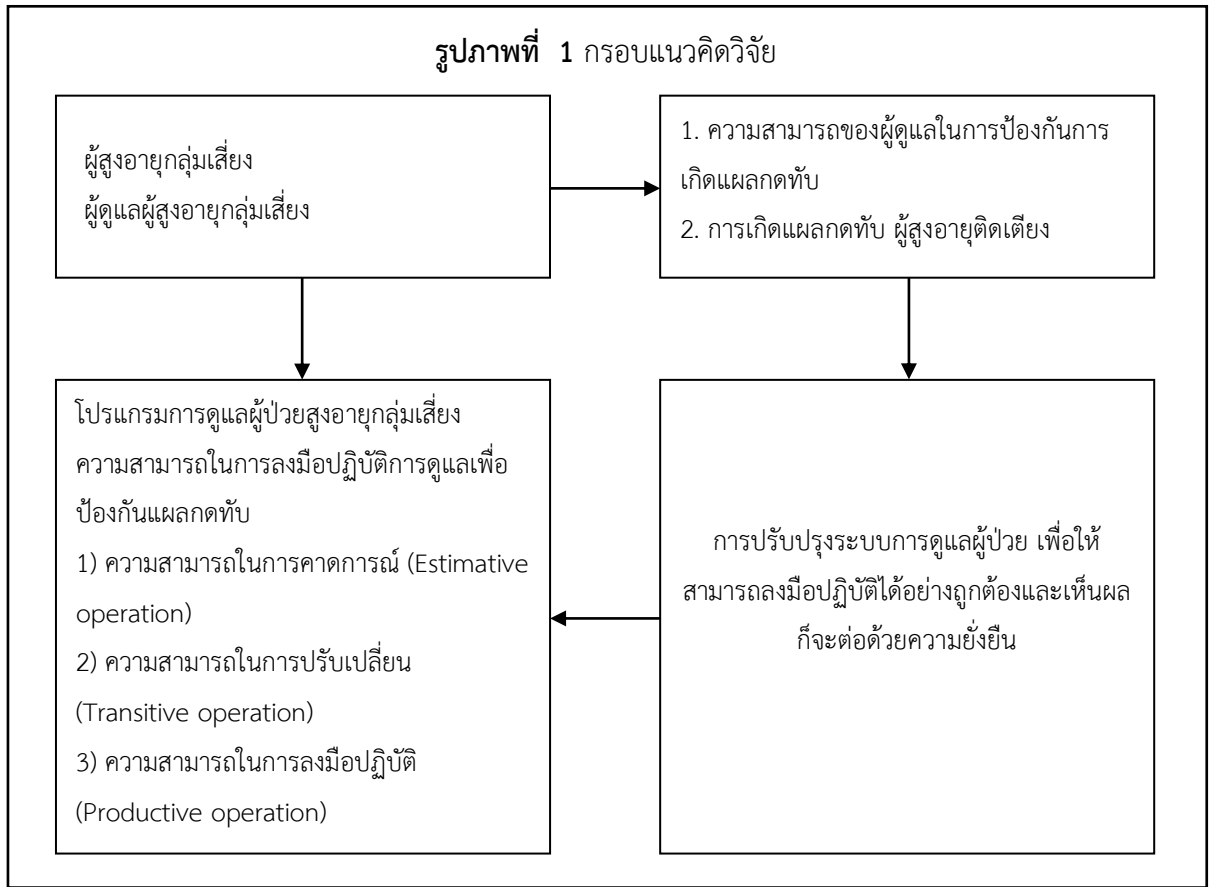 รูปภาพที่ 1 กรอบแนวคิดวิจัย
ผู้สูงอายุกลุ่มเสี่ยง
ผู้ดูแลผู้สูงอายุกลุ่มเสี่ยง
1. ความสามารถของผู้ดูแลในการป้องกันการ
เกิดแผลกดทับ
2. การเกิดแผลกดทับ ผู้สูงอายุติดเตียง
โปรแกรมการดูแลผู้ป่วยสูงอายุกลุ่มเสี่ยง
ความสามารถในการลงมือปฏิบัติการดูแลเพื่อ
ป้องกันแผลกดทับ
1) ความสามารถในการคาดการณ์ (Estimative
operation)
2) ความสามารถในการปรับเปลี่ยน
(Transitive operation)
3) ความสามารถในการลงมือปฏิบัติ
(Productive operation)
การปรับปรุงระบบการดูแลผู้ป่วย เพื่อให้
สามารถลงมือปฏิบัติได้อย่างถูกต้องและเห็นผล
ก็จะต่อด้วยความยั่งยืน